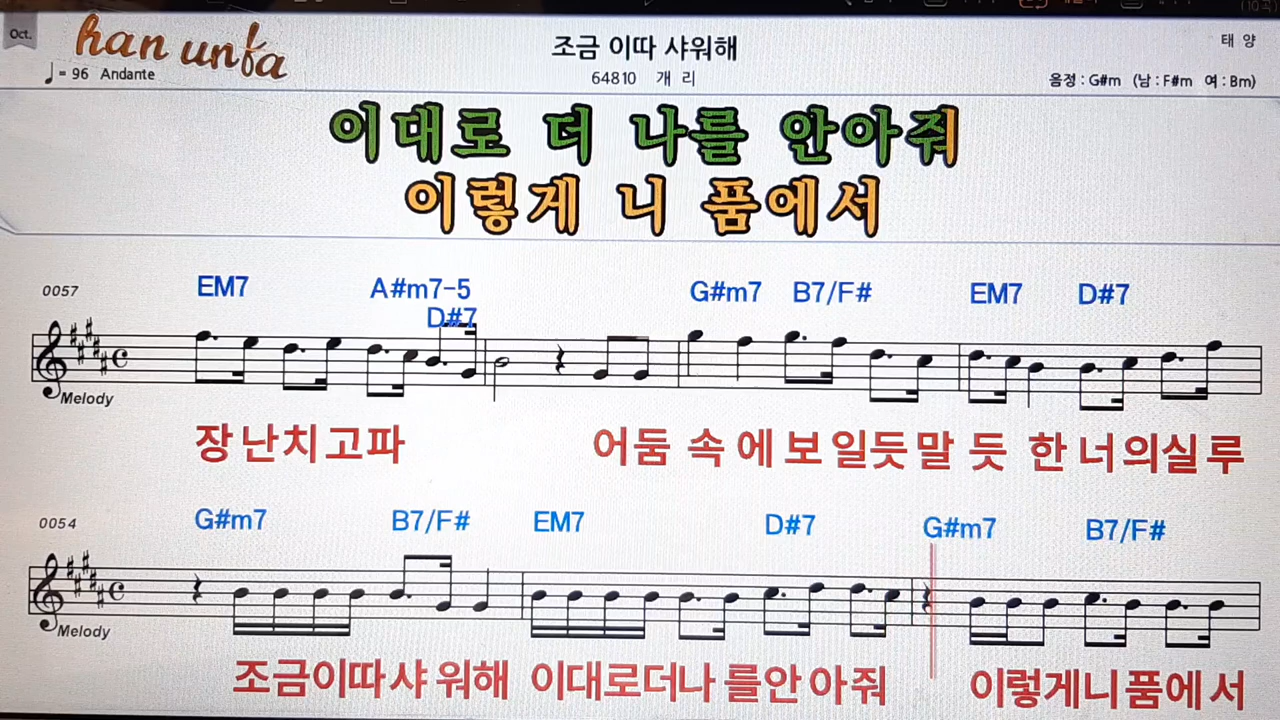 Oct.
han unfa
조금 이따 샤워해
태 양
♩= 96 Andante
64810 개 리
음정 : G#m (남 : F#m 여 : Bm)
이대로 더 나를 안아줘
이렇게 니 품에서
0057
EM7 A#m7-5 G#m7 B7/F# EM7 D#7
D#7
Melody
장난치고파 어둠 속에 보일듯말 듯 한너의실루
0054
G#m7 B7/F# EM7 D#7 G#m7 B7/F#
Melody
조금이따샤 워해 이대로더나 를안아줘 이렇게니품에서